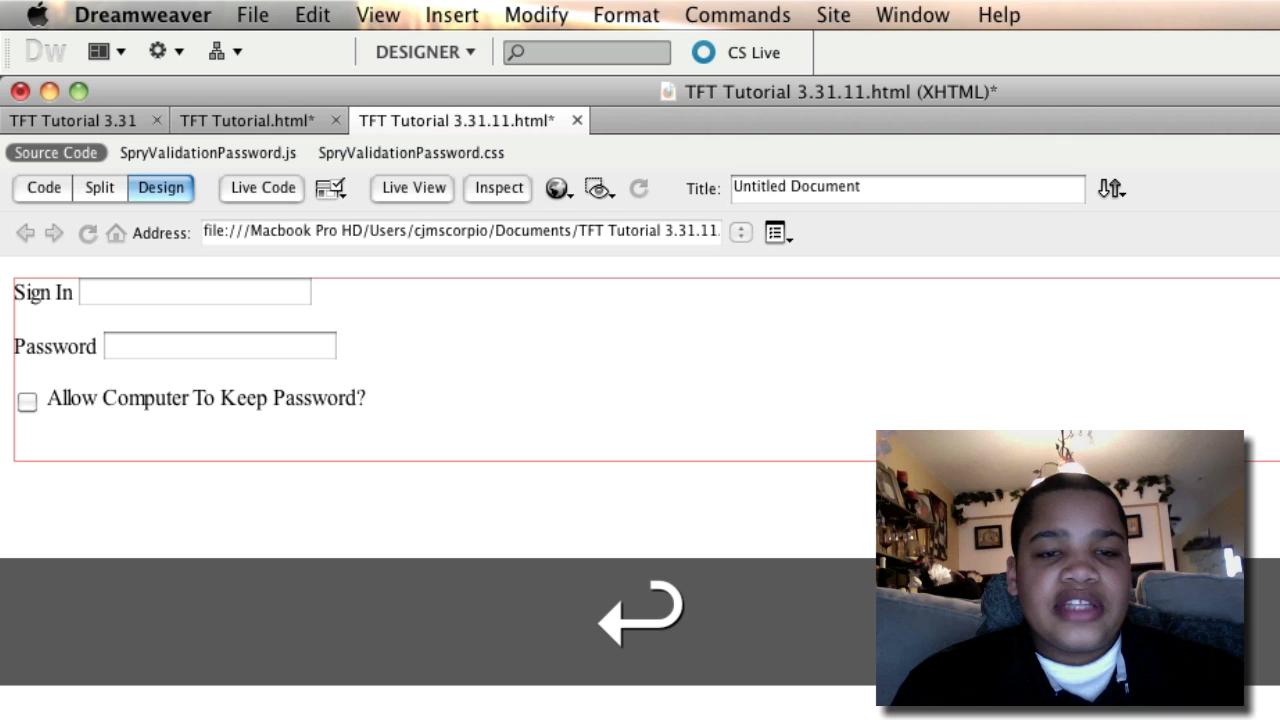 Dreamweaver File Edit View Insert Modify Format Commands Site Window Help
Dw DESIGNER CS Live
TFT Tutorial 3.31.11.html (XHTML)*
TFT Tutorial 3.31 TFT Tutorial.html* TFT Tutorial 3.31.11.html*
Source Code SpryValidationPassword.js SpryValidationPassword.css
Code Split Design Live Code Live View Inspect Title: Untitled Document
Address: file:///Macbook Pro HD/Users/cjmscorpio/Documents/TFT Tutorial 3.31.11.
Sign In
Password
Allow Computer To Keep Password?